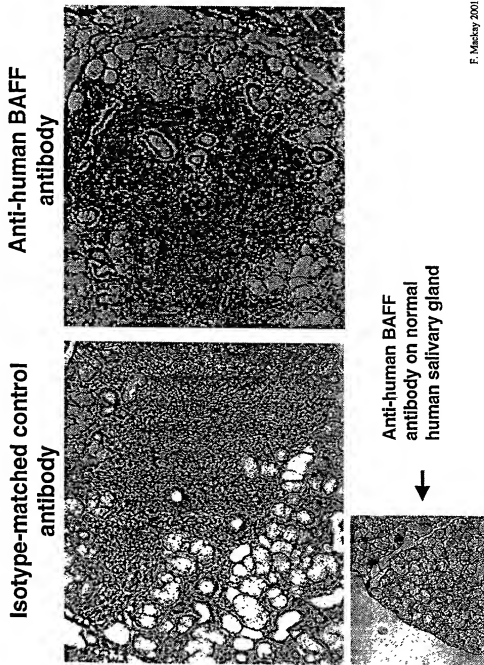 Isotype-matched control
antibody
Anti-human BAFF
antibody
Anti-human BAFF
antibody on normal
human salivary gland
F. Mackay 2001